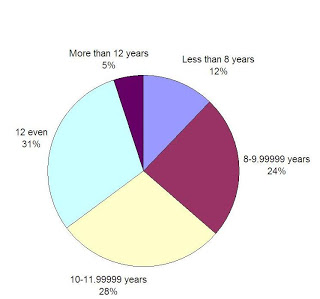 More than 12 years
5%
Less than 8 years
12%
12 even
31%
8-9.99999 years
24%
10-11.99999 years
28%